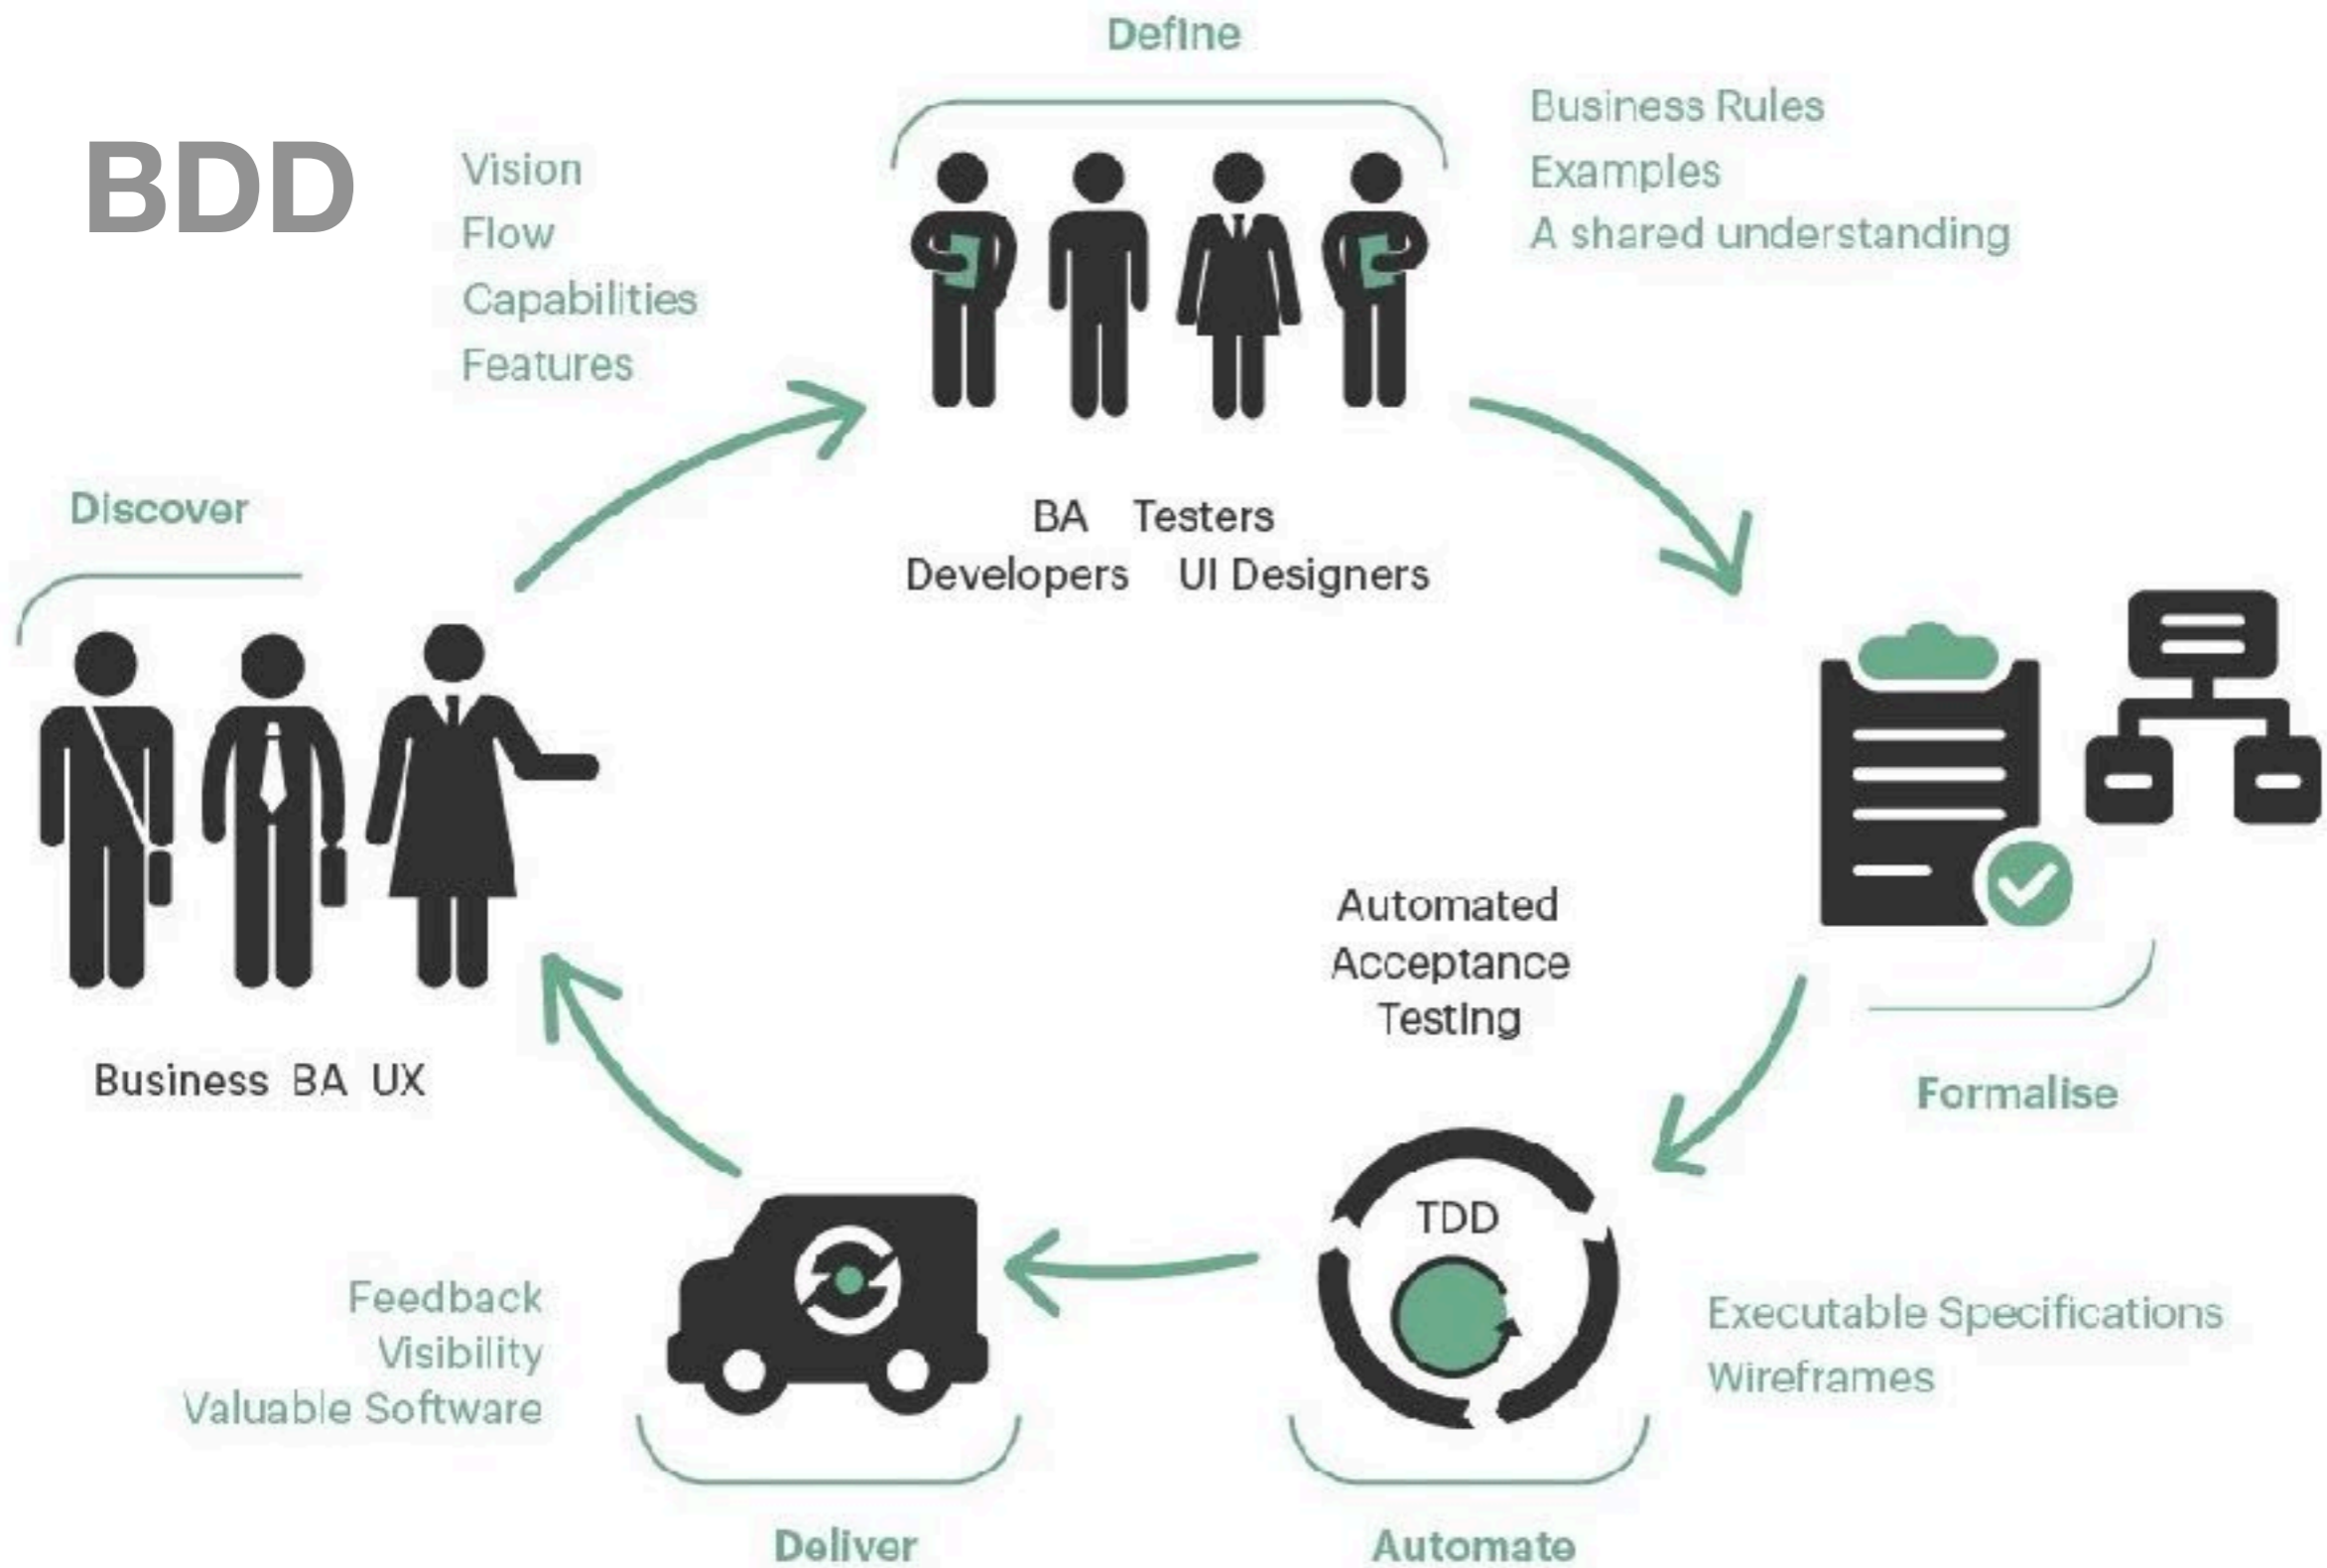 BDD
Define
Vision
Flow
Capabilities
Features
Business Rules
Examples
A shared understanding
Discover
BA Testers
Developers UI Designers
Business BA UX
Automated
Acceptance
Testing
Formalise
TDD
Executable Specifications
Wireframes
Feedback
Visibility
Valuable Software
Deliver
Automate